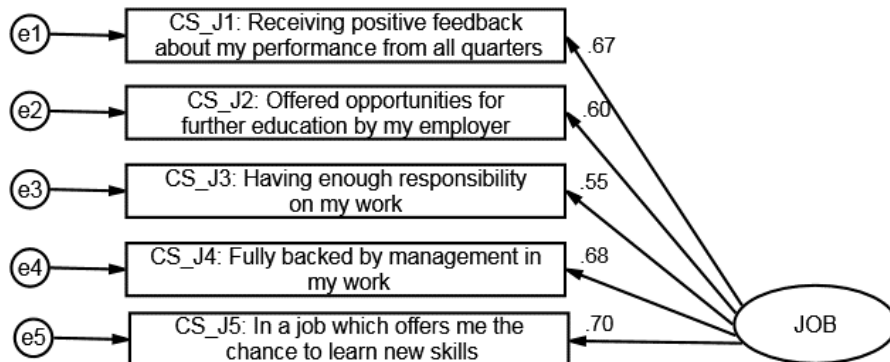 e1
CS_J1: Receiving positive feedback
about my performance from all quarters
.67
e2
CS_J2: Offered opportunities for
further education by my employer
.60
e3
CS_J3: Having enough responsibility
on my work
.55
e4
CS_J4: Fully backed by management in
my work
.68
e5
CS_J5: In a job which offers me the
chance to learn new skills
.70
JOB